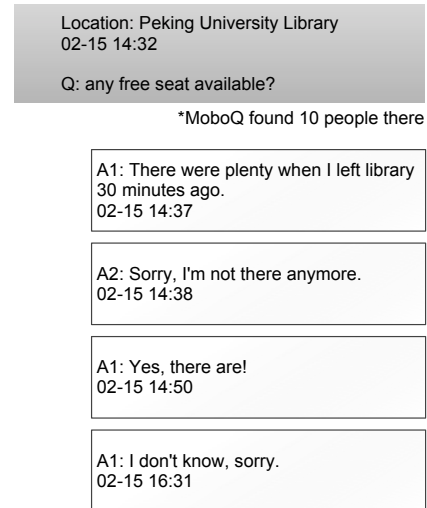 Location: Peking University Library
02-15 14:32
Q: any free seat available?
*MoboQ found 10 people there
A1: There were plenty when I left library
30 minutes ago.
02-15 14:37
A2: Sorry, I'm not there anymore.
02-15 14:38
A1: Yes, there are!
02-15 14:50
A1: I don't know, sorry.
02-15 16:31